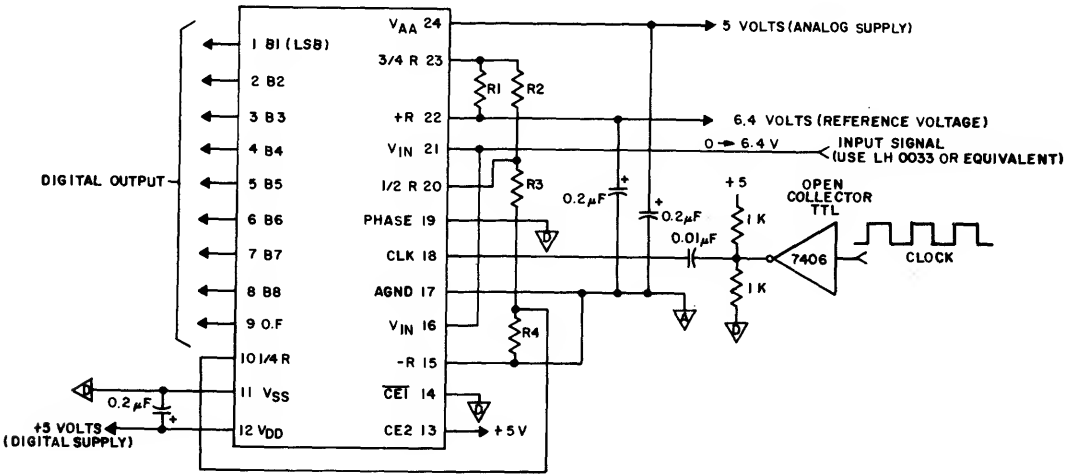 DIGITAL OUTPUT
1 B1 (LSB)
2 B2
3 B3
4 B4
5 B5
6 B6
7 B7
8 B8
9 O.F
10 1/4 R
11 VSS
12 VDD
D
0.2µF
+
+5 VOLTS
(DIGITAL SUPPLY)
VAA 24
3/4 R 23
+R 22
VIN 21
1/2 R 20
PHASE 19
CLK 18
AGND 17
VIN 16
-R 15
CE1 14
CE2 13
R1
R2
R3
R4
D
D
+5V
5 VOLTS (ANALOG SUPPLY)
6.4 VOLTS (REFERENCE VOLTAGE)
0 → 6.4 V
INPUT SIGNAL
(USE LH 0033 OR EQUIVALENT)
+
0.2µF
+
0.2µF
A
0.01µF
+5
1 K
1 K
D
OPEN
COLLECTOR
TTL
7406
CLOCK